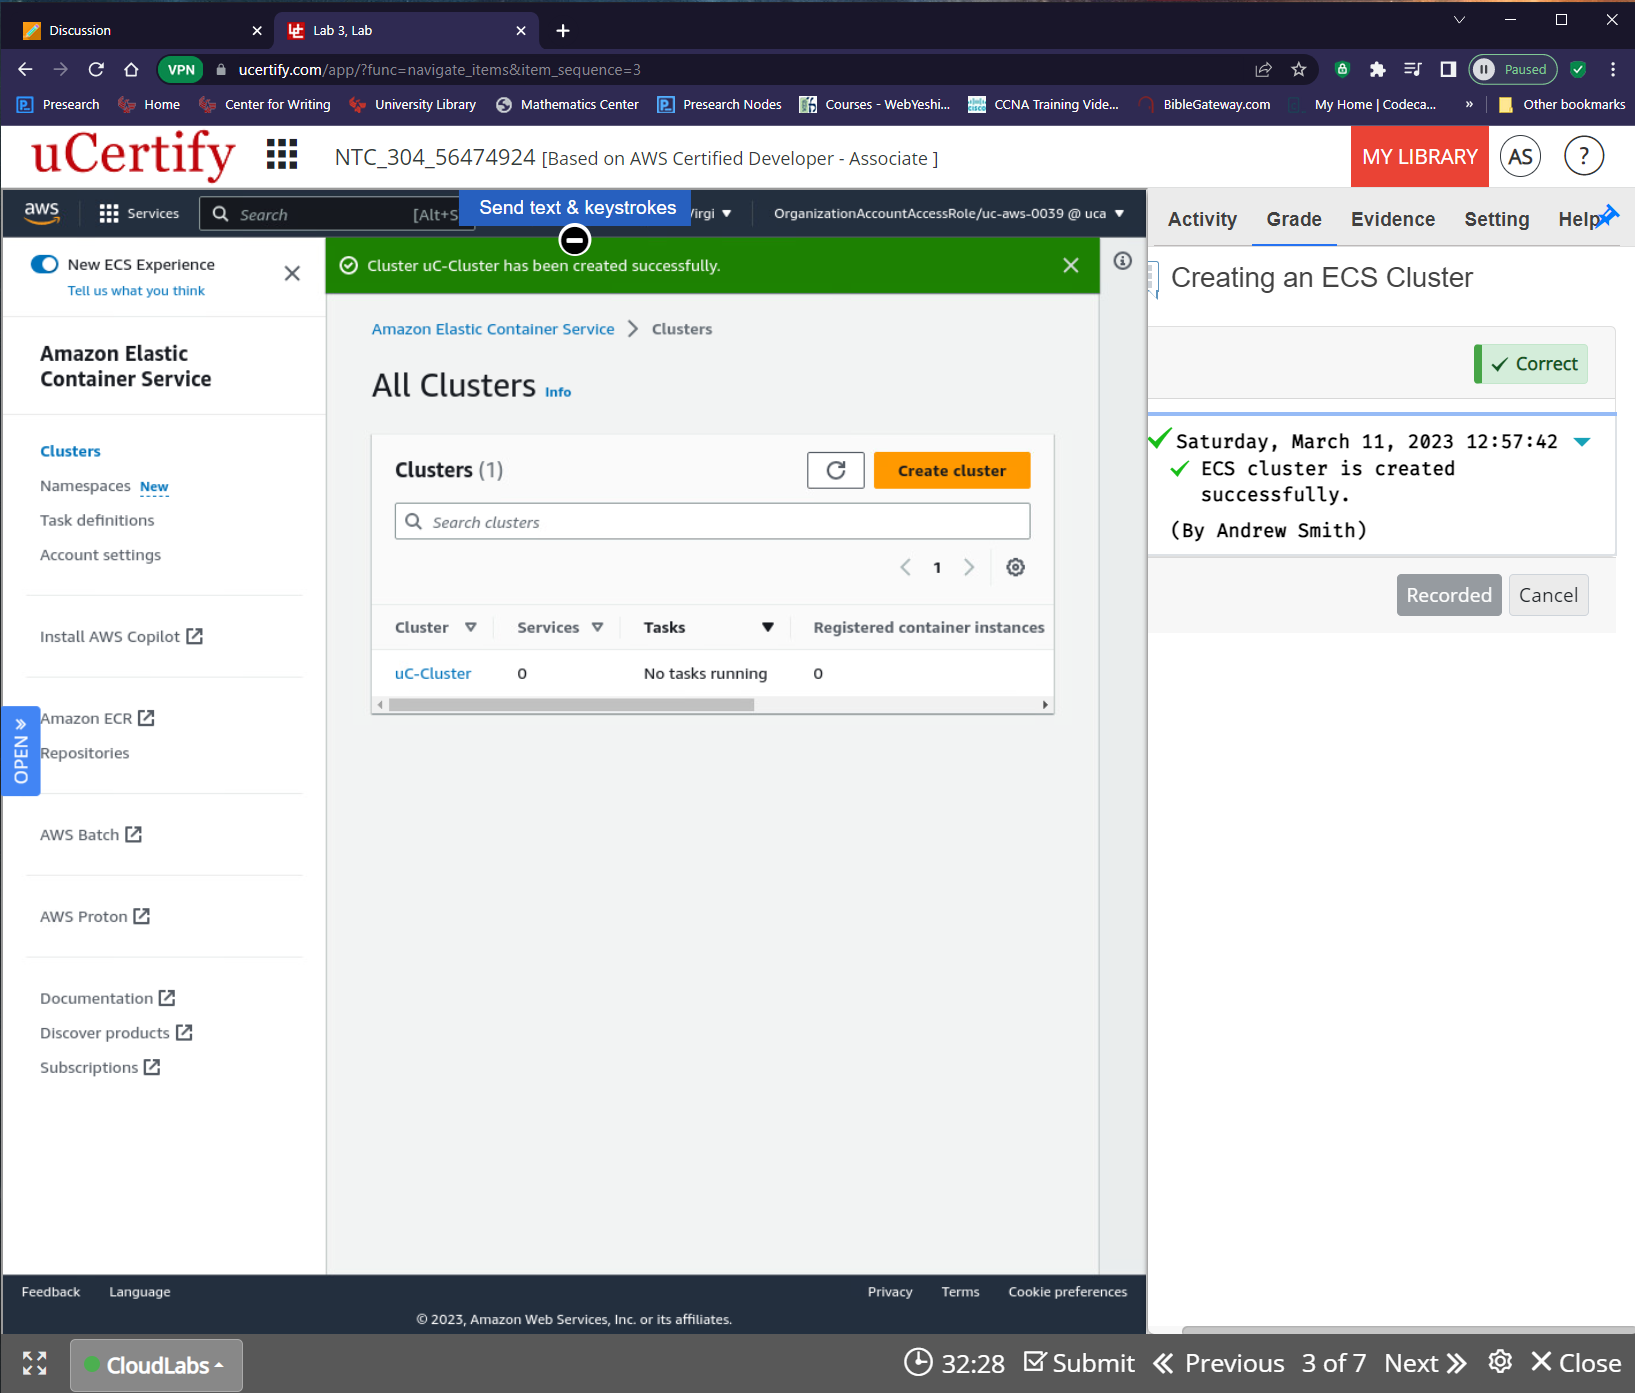 Discussion
Lab 3, Lab
VPN
ucertify.com/app/?func=navigate_items&item_sequence=3
Paused
Presearch
Home
Center for Writing
University Library
Mathematics Center
Presearch Nodes
Courses - WebYeshi...
CCNA Training Vide...
BibleGateway.com
My Home | Codeca...
»
Other bookmarks
uCertify
NTC_304_56474924 [Based on AWS Certified Developer - Associate ]
MY LIBRARY
AS
?
aws
Services
Search
[Alt+S
Send text & keystrokes
Virgi
OrganizationAccountAccessRole/uc-aws-0039 @ uca
Activity
Grade
Evidence
Setting
Help
New ECS Experience
Tell us what you think
Cluster uC-Cluster has been created successfully.
Creating an ECS Cluster
Amazon Elastic Container Service
Clusters
Amazon Elastic
Container Service
All Clusters Info
Correct
Clusters
Namespaces New
Task definitions
Account settings
Install AWS Copilot
Amazon ECR
Repositories
OPEN »
AWS Batch
AWS Proton
Documentation
Discover products
Subscriptions
Clusters (1)
Create cluster
Search clusters
1
Cluster
Services
Tasks
Registered container instances
uC-Cluster
0
No tasks running
0
Saturday, March 11, 2023 12:57:42
ECS cluster is created
successfully.
(By Andrew Smith)
Recorded
Cancel
Feedback
Language
Privacy
Terms
Cookie preferences
© 2023, Amazon Web Services, Inc. or its affiliates.
CloudLabs
32:28
Submit
Previous
3 of 7
Next
Close